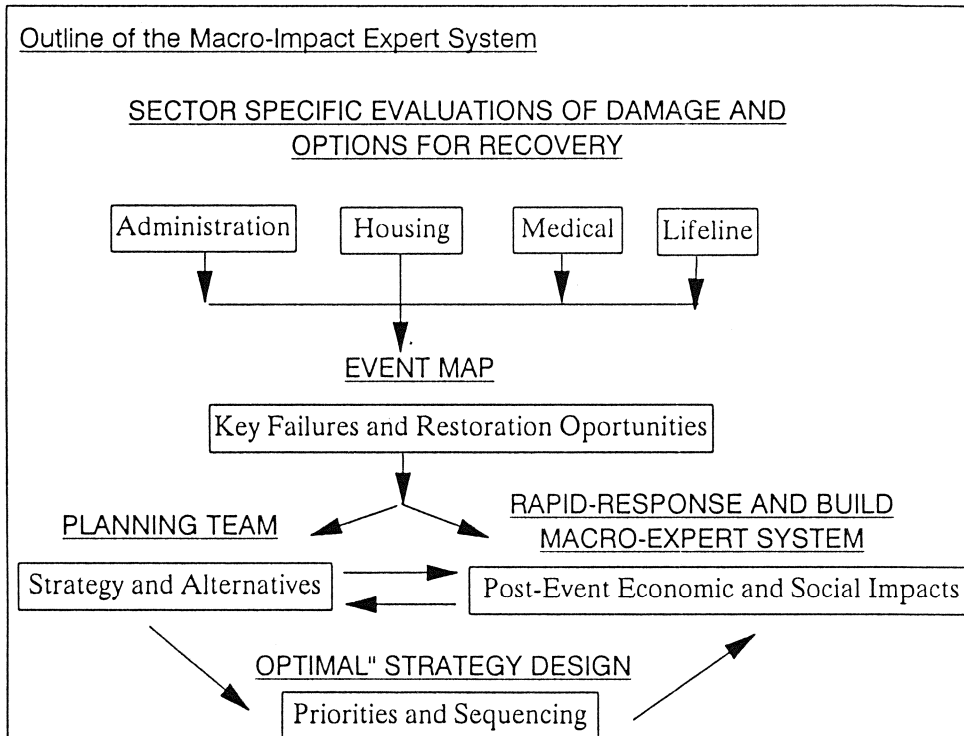 Outline of the Macro-Impact Expert System
SECTOR SPECIFIC EVALUATIONS OF DAMAGE AND
OPTIONS FOR RECOVERY
Administration
Housing
Medical
Lifeline
EVENT MAP
Key Failures and Restoration Oportunities
PLANNING TEAM
RAPID-RESPONSE AND BUILD
MACRO-EXPERT SYSTEM
Strategy and Alternatives
Post-Event Economic and Social Impacts
OPTIMAL" STRATEGY DESIGN
Priorities and Sequencing